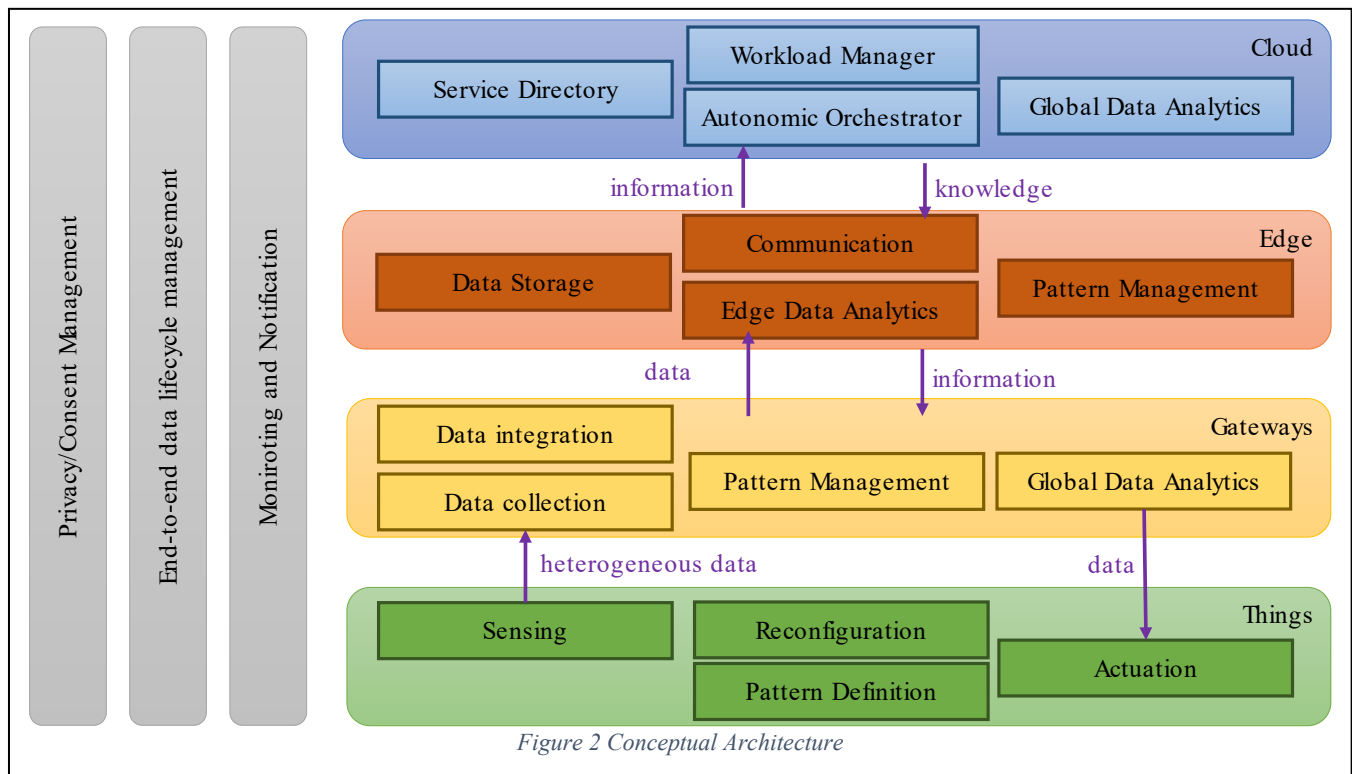 Privacy/Consent Management
End-to-end data lifecycle management
Moniroting and Notification
Cloud
Workload Manager
Service Directory
Autonomic Orchestrator
Global Data Analytics
information
knowledge
Edge
Communication
Data Storage
Edge Data Analytics
Pattern Management
data
information
Gateways
Data integration
Data collection
Pattern Management
Global Data Analytics
heterogeneous data
data
Things
Sensing
Reconfiguration
Pattern Definition
Actuation
Figure 2 Conceptual Architecture